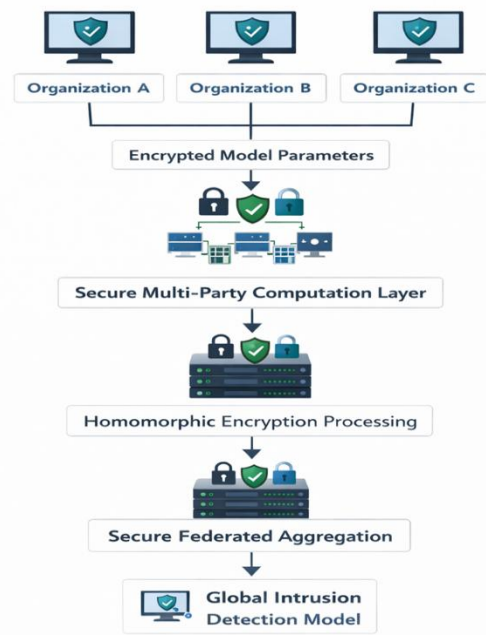 Organization A
Organization B
Organization C
Encrypted Model Parameters
Secure Multi-Party Computation Layer
Homomorphic Encryption Processing
Secure Federated Aggregation
Global Intrusion
Detection Model